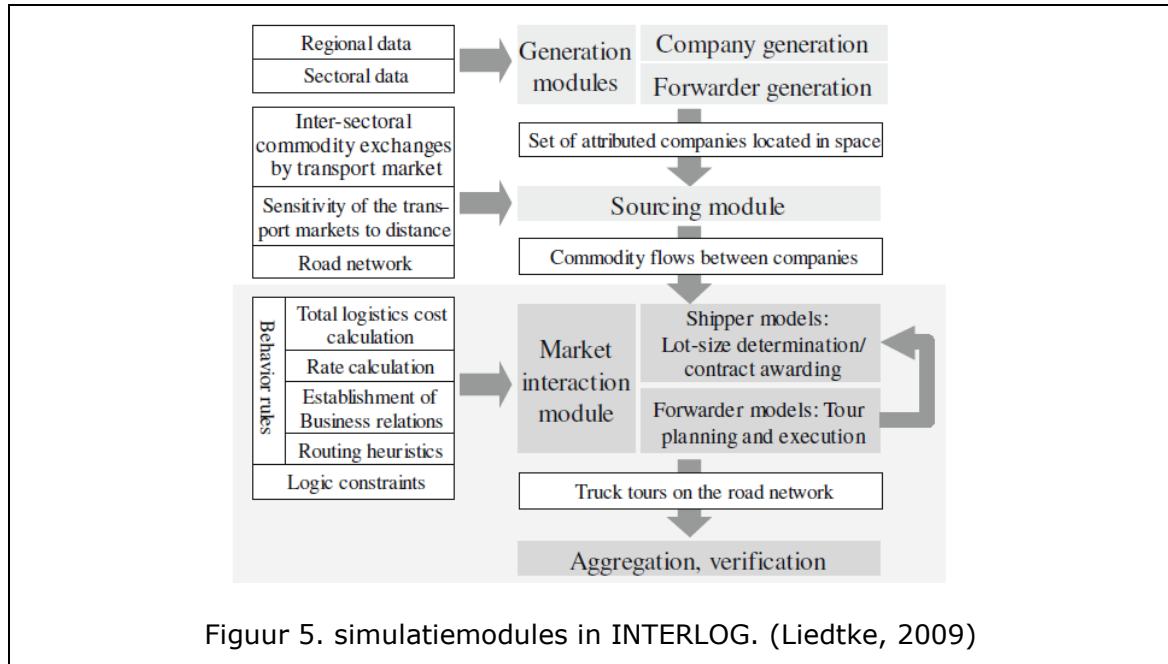 Regional data
Sectoral data
Generation
modules
Company generation
Forwarder generation
Inter-sectoral
commodity exchanges
by transport market
Sensitivity of the trans-
port markets to distance
Road network
Set of attributed companies located in space
Sourcing module
Commodity flows between companies
Behavior rules
Total logistics cost
calculation
Rate calculation
Establishment of
Business relations
Routing heuristics
Logic constraints
Market
interaction
module
Shipper models:
Lot-size determination/
contract awarding
Forwarder models: Tour
planning and execution
Truck tours on the road network
Aggregation, verification
Figuur 5. simulatiemodules in INTERLOG. (Liedtke, 2009)